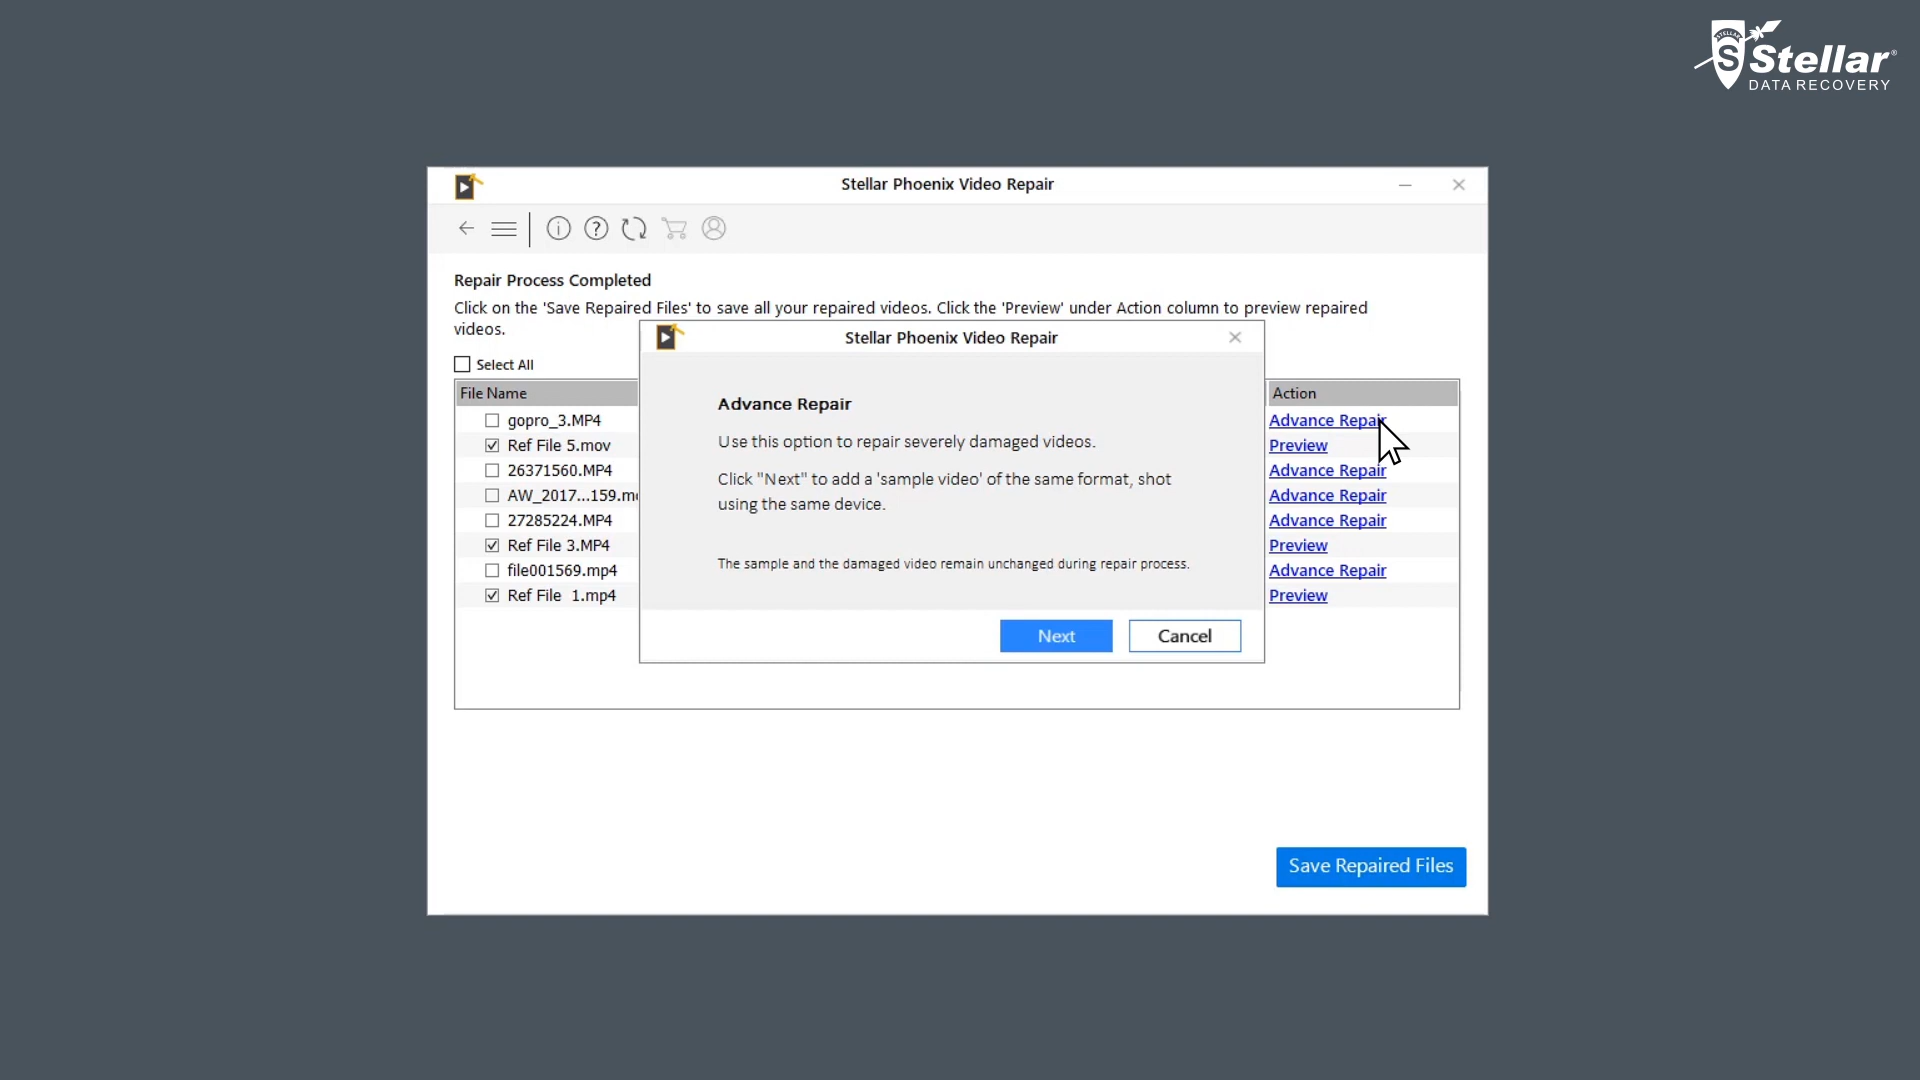 STELLAR
S
Stellar®
DATA RECOVERY
Stellar Phoenix Video Repair
Repair Process Completed
Click on the 'Save Repaired Files' to save all your repaired videos. Click the 'Preview' under Action column to preview repaired
videos.
Stellar Phoenix Video Repair
Select All
File Name
Action
Advance Repair
gopro_3.MP4
Advance Repair
Use this option to repair severely damaged videos.
Ref File 5.mov
Preview
26371560.MP4
Advance Repair
Click "Next" to add a 'sample video' of the same format, shot
using the same device.
AW_2017...159.m
Advance Repair
27285224.MP4
Advance Repair
Ref File 3.MP4
Preview
The sample and the damaged video remain unchanged during repair process.
file001569.mp4
Advance Repair
Ref File 1.mp4
Preview
Next
Cancel
Save Repaired Files